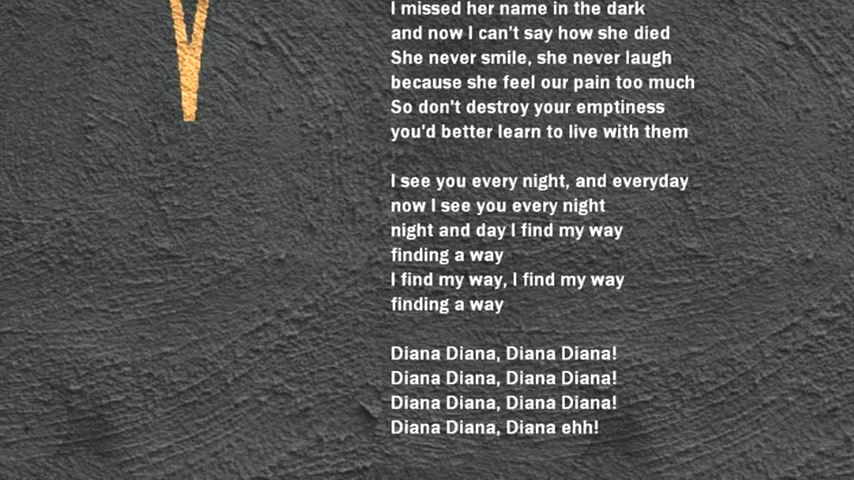 I missed her name in the dark
and now I can't say how she died
She never smile, she never laugh
because she feel our pain too much
So don't destroy your emptiness
you'd better learn to live with them
I see you every night, and everyday
now I see you every night
night and day I find my way
finding a way
I find my way, I find my way
finding a way
Diana Diana, Diana Diana!
Diana Diana, Diana Diana!
Diana Diana, Diana Diana!
Diana Diana, Diana ehh!